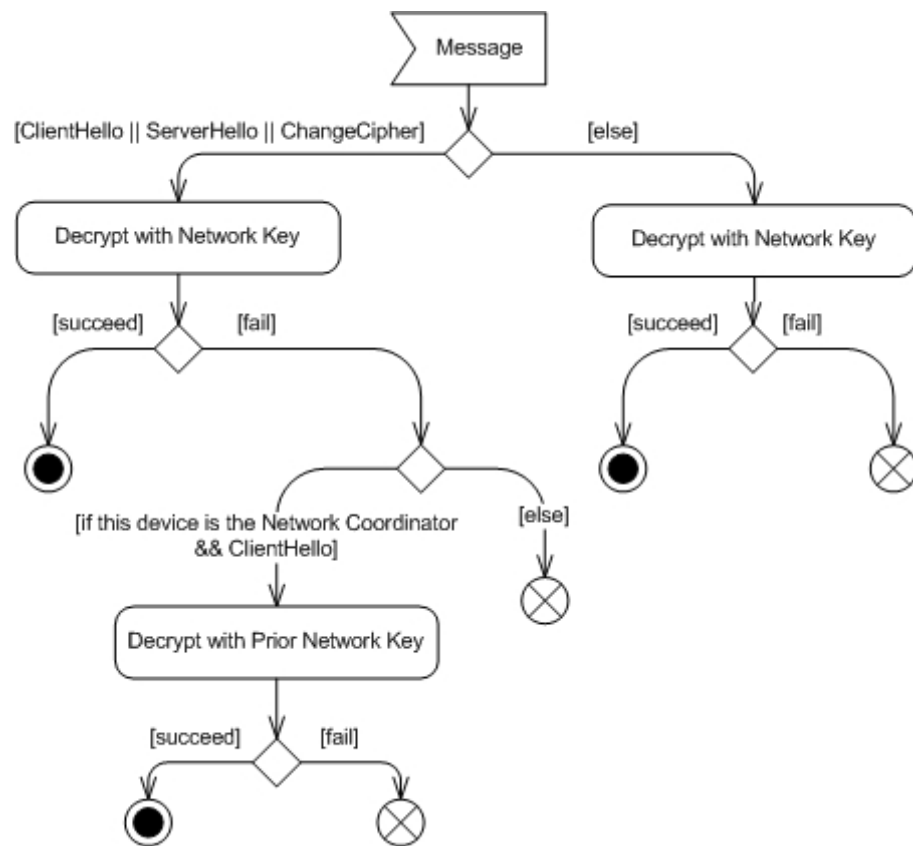 Message
[ClientHello || ServerHello || ChangeCipher]
[else]
Decrypt with Network Key
Decrypt with Network Key
[succeed]
[fail]
[succeed]
[fail]
[if this device is the Network Coordinator
&& ClientHello]
[else]
Decrypt with Prior Network Key
[succeed]
[fail]